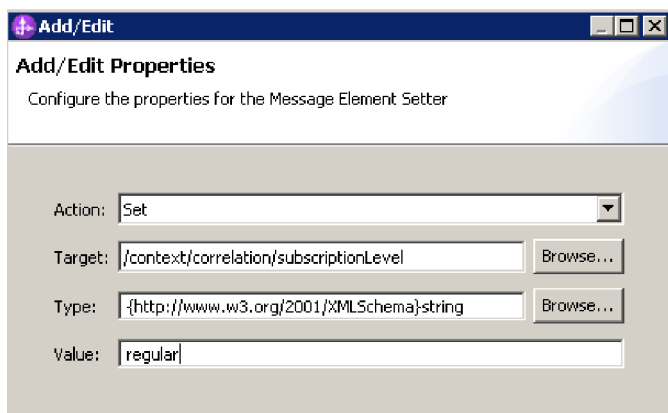 Add/Edit
Add/Edit Properties
Configure the properties for the Message Element Setter
Action: Set
Target: /context/correlation/subscriptionLevel Browse...
Type: {http://www.w3.org/2001/XMLSchema}string Browse...
Value: regular